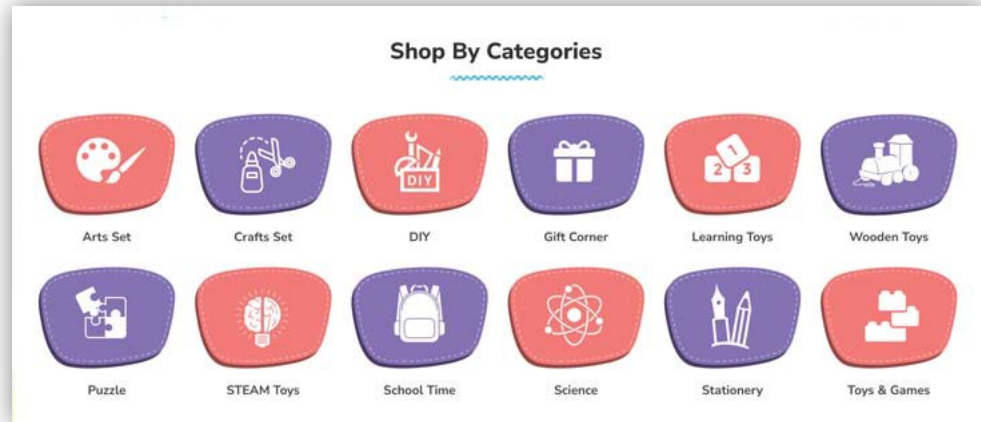 Shop By Categories
DIY
1
2 3
Arts Set
Crafts Set
DIY
Gift Corner
Learning Toys
Wooden Toys
Puzzle
STEAM Toys
School Time
Science
Stationery
Toys & Games